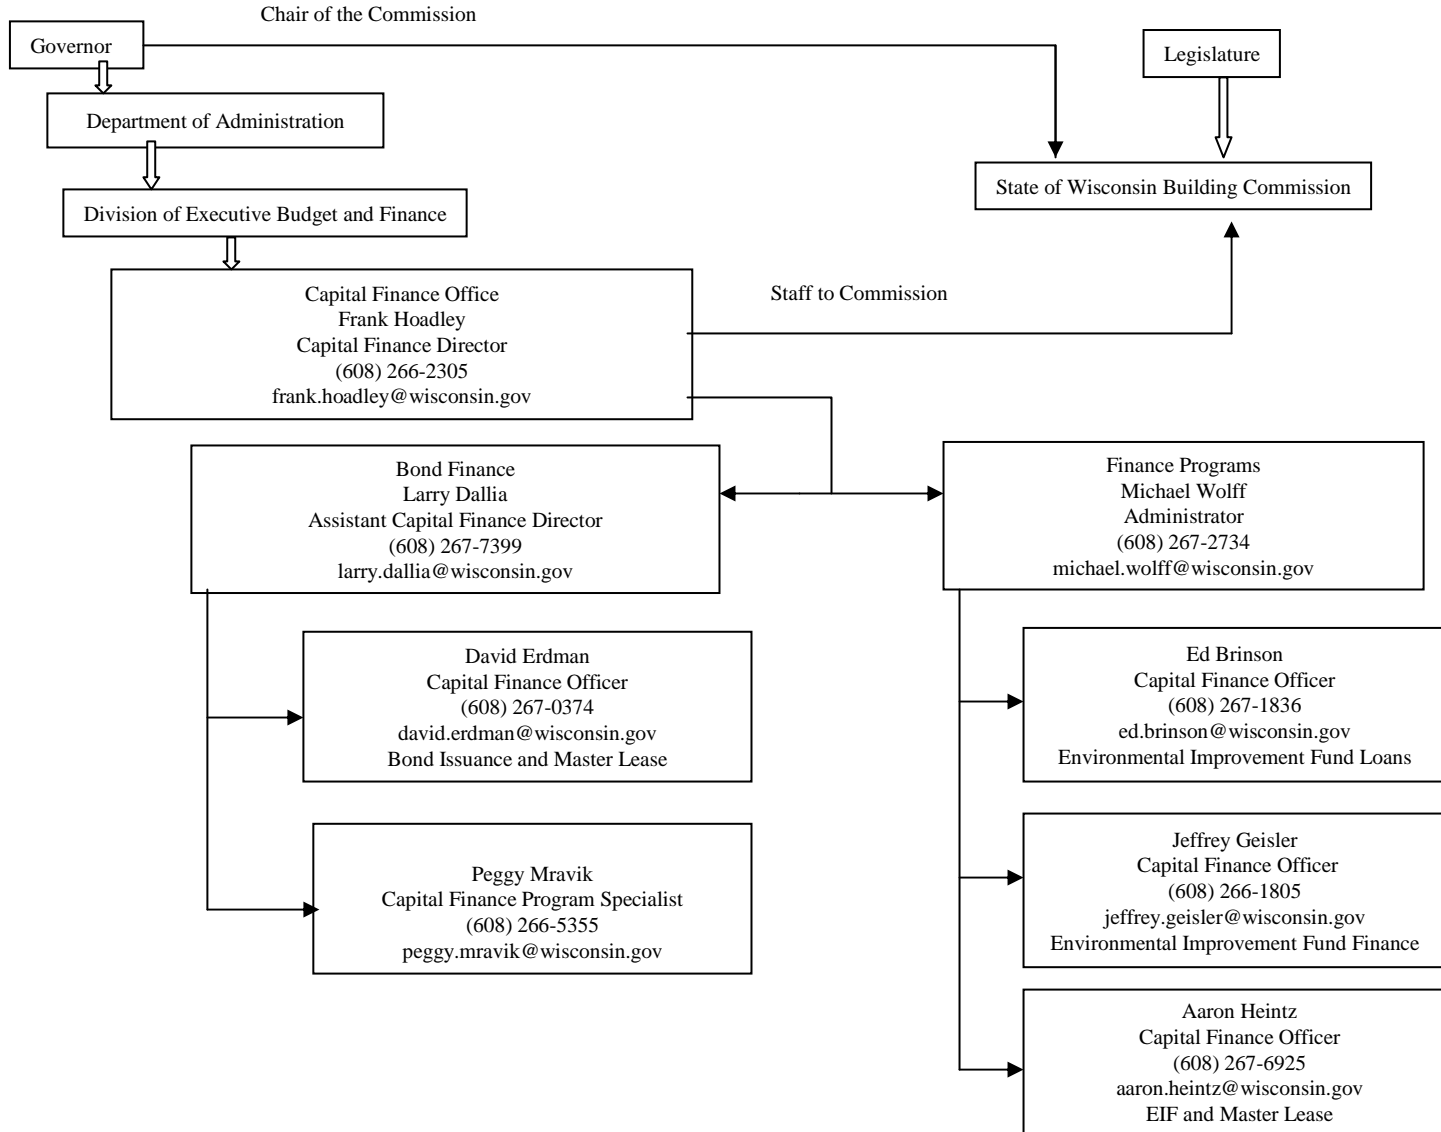 Chair of the Commission
Governor
Legislature
Department of Administration
State of Wisconsin Building Commission
Division of Executive Budget and Finance
Capital Finance Office
Frank Hoadley
Capital Finance Director
(608) 266-2305
frank.hoadley@wisconsin.gov
Staff to Commission
Bond Finance
Larry Dallia
Assistant Capital Finance Director
(608) 267-7399
larry.dallia@wisconsin.gov
Finance Programs
Michael Wolff
Administrator
(608) 267-2734
michael.wolff@wisconsin.gov
David Erdman
Capital Finance Officer
(608) 267-0374
david.erdman@wisconsin.gov
Bond Issuance and Master Lease
Ed Brinson
Capital Finance Officer
(608) 267-1836
ed.brinson@wisconsin.gov
Environmental Improvement Fund Loans
Peggy Mravik
Capital Finance Program Specialist
(608) 266-5355
peggy.mravik@wisconsin.gov
Jeffrey Geisler
Capital Finance Officer
(608) 266-1805
jeffrey.geisler@wisconsin.gov
Environmental Improvement Fund Finance
Aaron Heintz
Capital Finance Officer
(608) 267-6925
aaron.heintz@wisconsin.gov
EIF and Master Lease